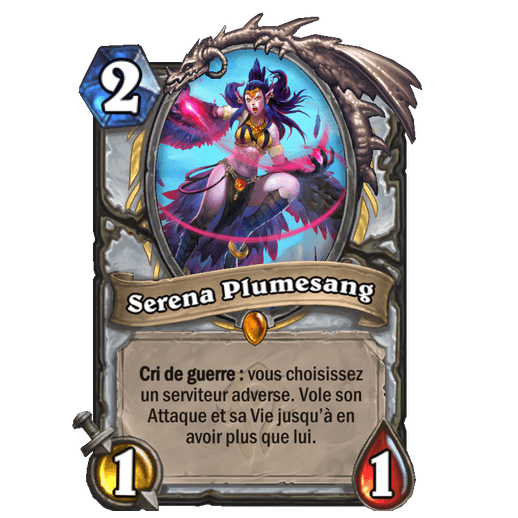 2
Serena Plumesang
Cri de guerre : vous choisissez
un serviteur adverse. Vole son
Attaque et sa Vie jusqu'à en
avoir plus que lui.
1
1